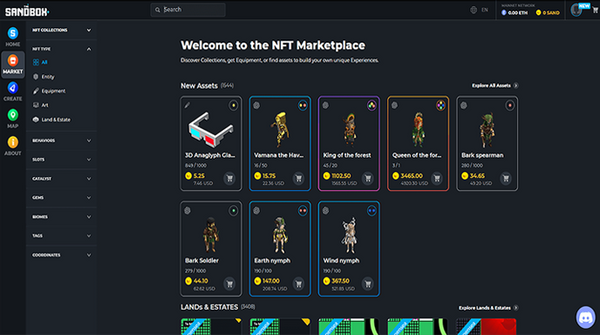 THE
SANDBOX
Search
EN
MARKET NETWORK
0.00 ETH
0 SAND
NEW
HOME
MARKET
CREATE
MAP
ABOUT
NFT COLLECTIONS
NFT TYPE
All
Entity
Equipment
Art
Land & Estate
BEHAVIORS
SLOTS
CATALYST
GEMS
BIOMES
TAGS
COORDINATES
Welcome to the NFT Marketplace
Discover Collections, get Equipment, or find assets to build your own unique Experiences.
New Assets (1544)
Explore All Assets
3D Anaglyph Gla...
849 / 1000
5.25
7.46 USD
Vamana the Hav...
16 / 50
15.75
22.36 USD
King of the forest
45 / 20
1102.50
1565.55 USD
Queen of the for...
3 / 1
3465.00
4920.30 USD
Bark spearman
280 / 1000
34.65
49.20 USD
Bark Soldier
279 / 1000
44.10
62.62 USD
Earth nymph
190 / 100
147.00
208.74 USD
Wind nymph
190 / 100
367.50
521.85 USD
LANDs & ESTATES (3408)
Explore Lands & Estates